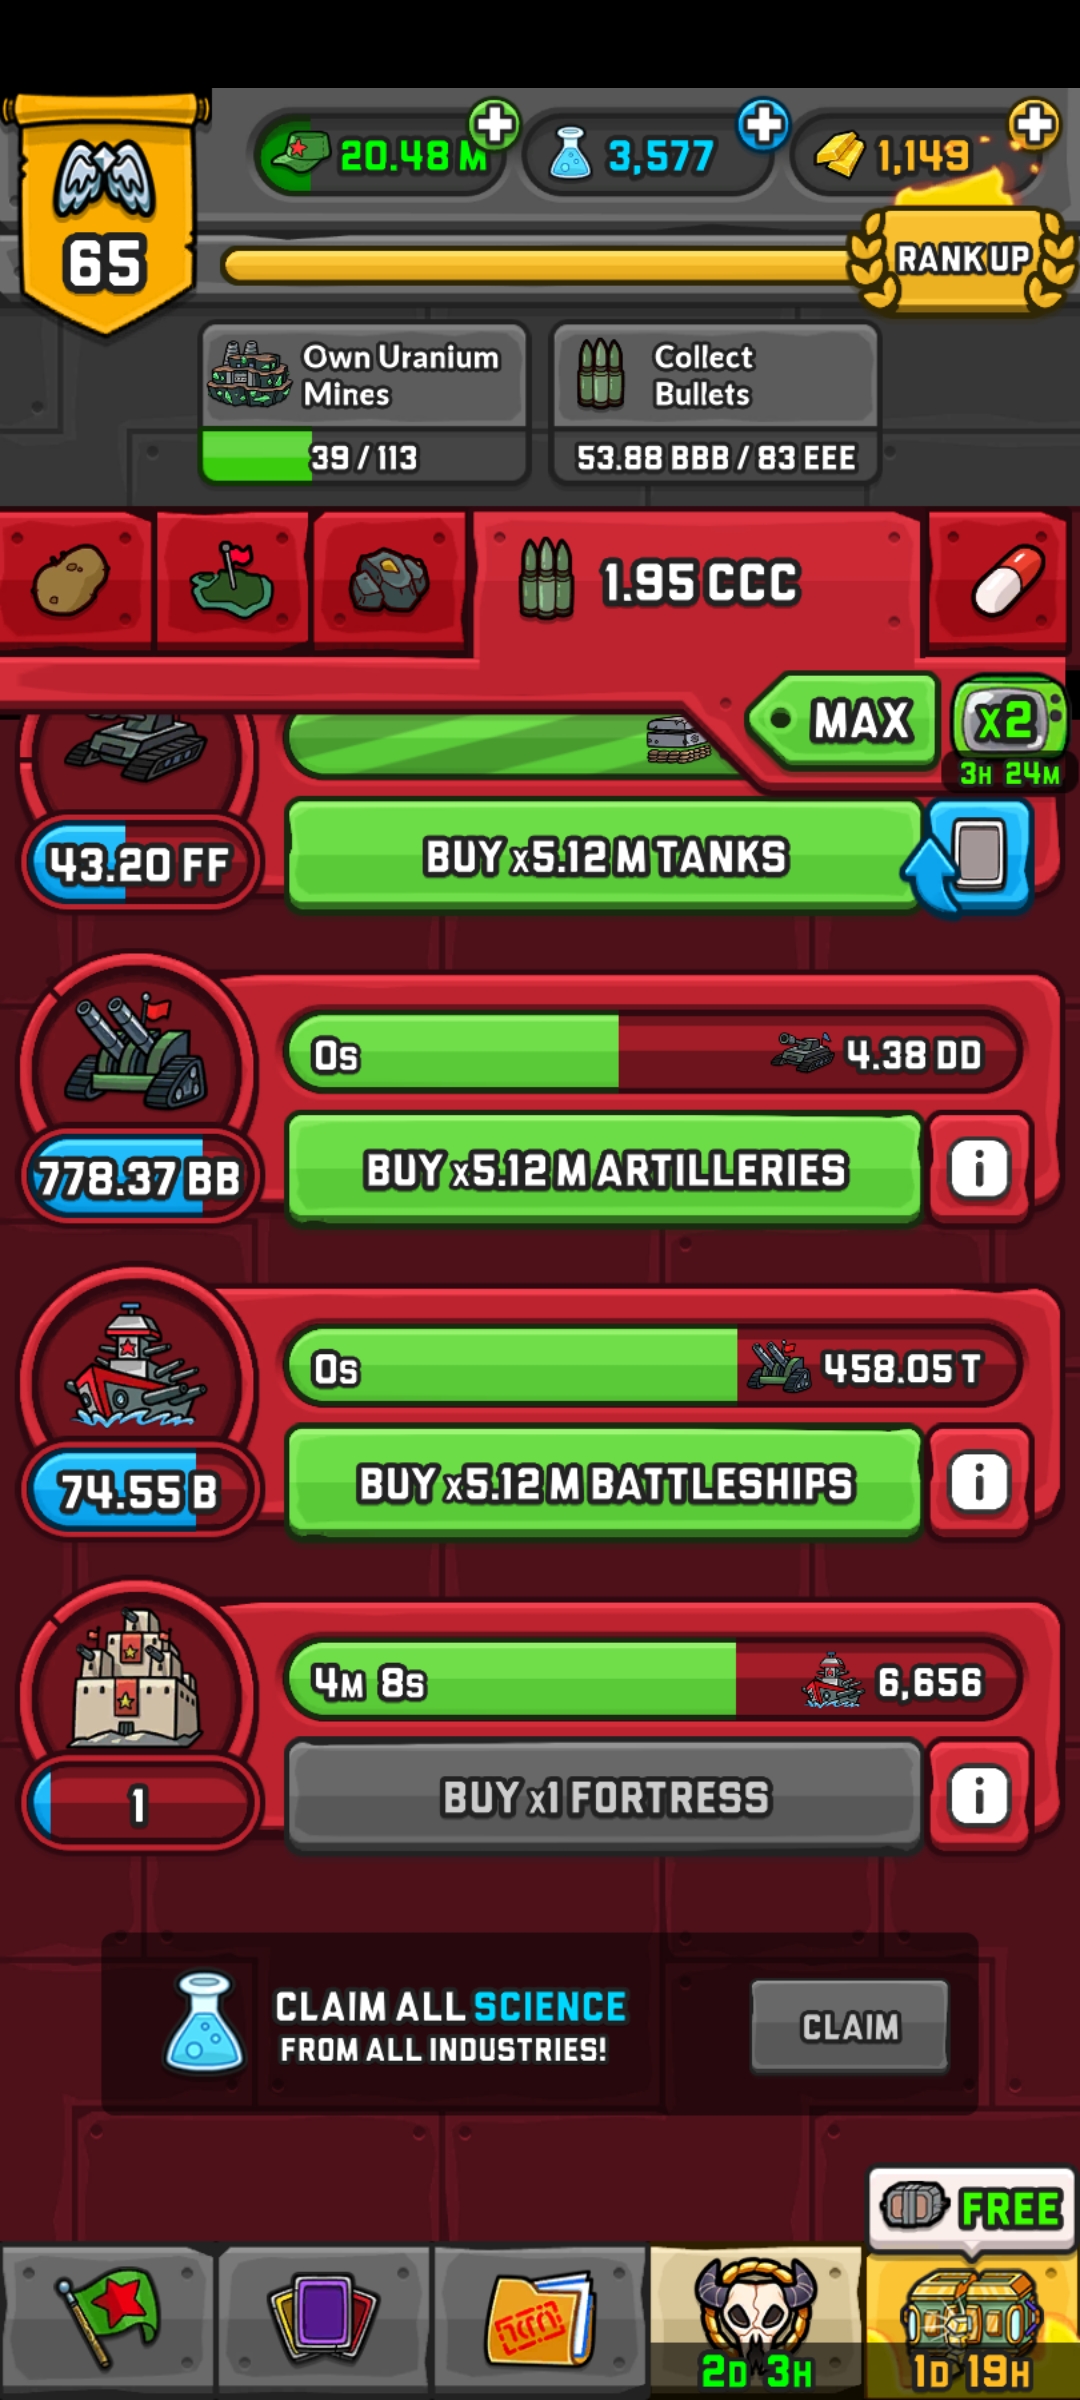 20.48 M
3,577
1,149
65
RANK UP
Own Uranium
Mines
39 / 113
Collect
Bullets
53.88 BBB / 83 EEE
1.95 CCC
MAX
x2
3H 24M
43.20 FF
BUY x5.12 M TANKS
0s
4.38 DD
778.37 BB
BUY x5.12 M ARTILLERIES
0s
458.05 T
74.55 B
BUY x5.12 M BATTLESHIPS
4M 8s
6,656
1
BUY x1 FORTRESS
CLAIM ALL SCIENCE
FROM ALL INDUSTRIES!
CLAIM
FREE
2D 3H
1D 19H